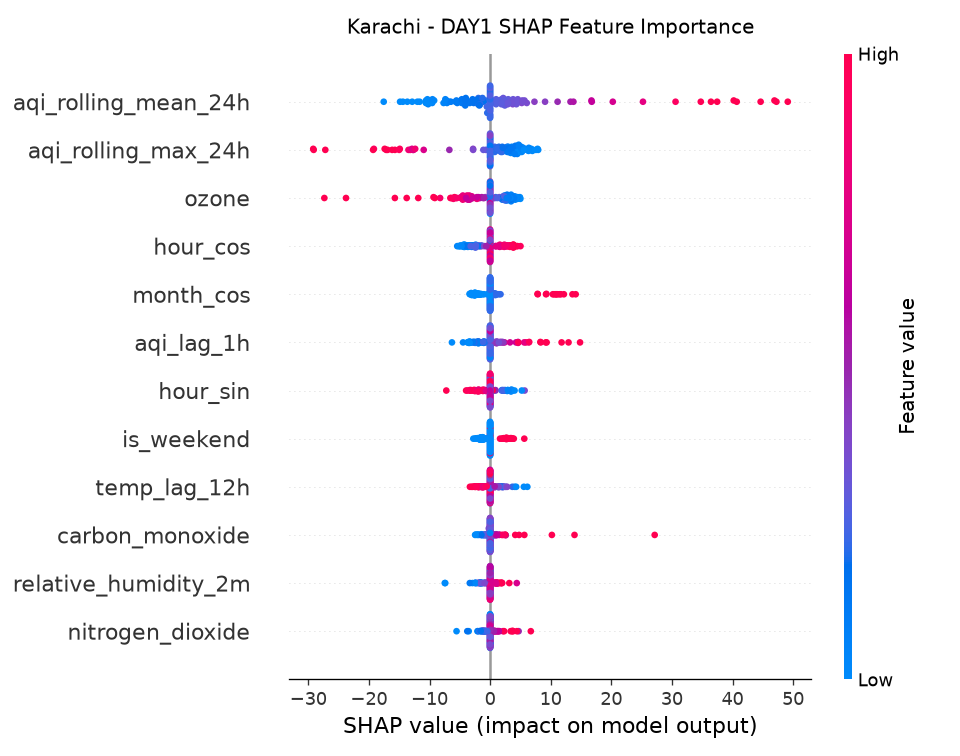 Karachi - DAY1 SHAP Feature Importance
High
aqi_rolling_mean_24h
aqi_rolling_max_24h
ozone
hour_cos
month_cos
aqi_lag_1h
hour_sin
is_weekend
temp_lag_12h
carbon_monoxide
relative_humidity_2m
nitrogen_dioxide
Feature value
Low
−30 −20 −10 0 10 20 30 40 50
SHAP value (impact on model output)